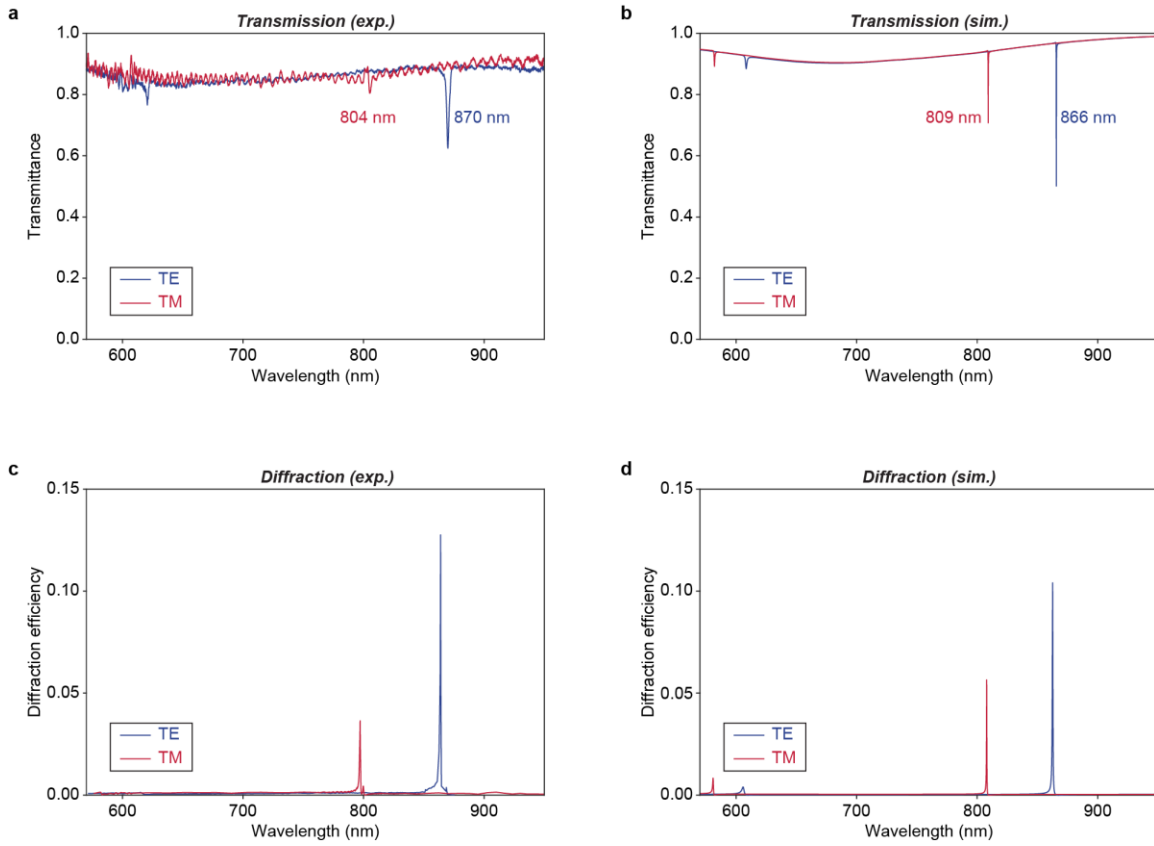 a
Transmission (exp.)
1.0
0.8
0.6
0.4
0.2
0.0
Transmittance
804 nm
870 nm
TE
TM
600
700
800
900
Wavelength (nm)
b
Transmission (sim.)
1.0
0.8
0.6
0.4
0.2
0.0
Transmittance
809 nm
866 nm
TE
TM
600
700
800
900
Wavelength (nm)
c
Diffraction (exp.)
0.15
0.10
0.05
0.00
Diffraction efficiency
TE
TM
600
700
800
900
Wavelength (nm)
d
Diffraction (sim.)
0.15
0.10
0.05
0.00
Diffraction efficiency
TE
TM
600
700
800
900
Wavelength (nm)